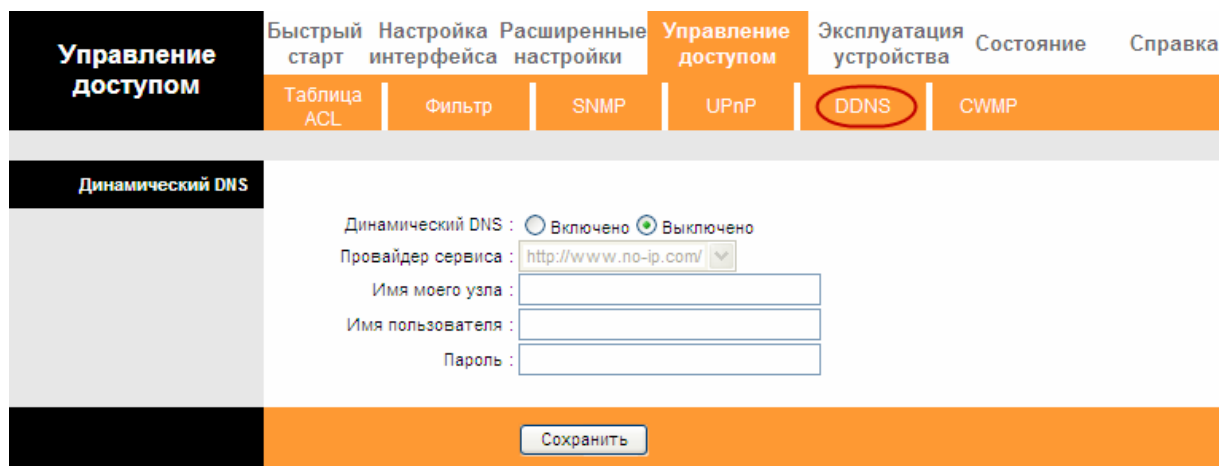 Управление доступом
Быстрый старт
Настройка интерфейса
Расширенные настройки
Управление доступом
Эксплуатация устройства
Состояние
Справка
Таблица ACL
Фильтр
SNMP
UPnP
DDNS
CWMP
Динамический DNS
Динамический DNS : Включено Выключено
Провайдер сервиса : http://www.no-ip.com/
Имя моего узла :
Имя пользователя :
Пароль :
Сохранить